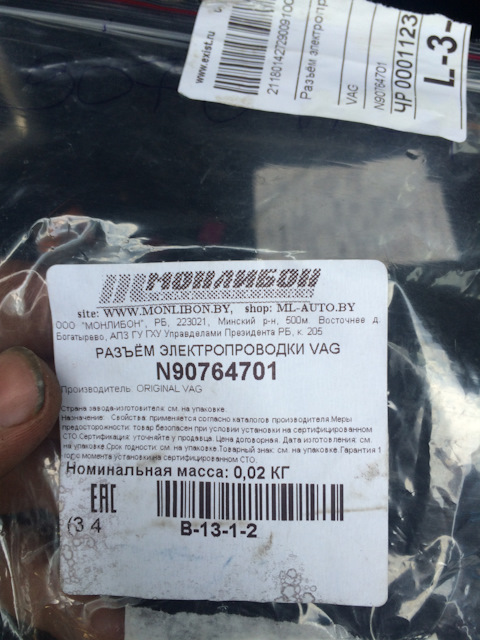 www.exist.ru
Разъём электропр
VAG
N90764701
ЧР 0001123
L-3-
МОНЛИБОН
site: WWW.MONLIBON.BY, shop: ML-AUTO.BY
ООО "МОНЛИБОН", РБ, 223021, Минский р-н, 500м Восточнее д.
Богатырево, АПЗ ГУ ГХУ Управделами Президента РБ, к. 205
РАЗЪЁМ ЭЛЕКТРОПРОВОДКИ VAG
N90764701
Производитель: ORIGINAL VAG
Страна завода-изготовителя: см. на упаковке.
Назначение: Свойства: применяется согласно каталогов производителя.Меры
предосторожности: товар безопасен при условии установки на сертифицированном
СТО.Сертификация: уточняйте у продавца. Цена договорная. Дата изготовления: см.
на упаковке.Срок годности: см. на упаковке.Товарный знак: см. на упаковке.Гарантия 1
год с момента установки на сертифицированном СТО.
Номинальная масса: 0,02 КГ
EAC
(3 4
B-13-1-2